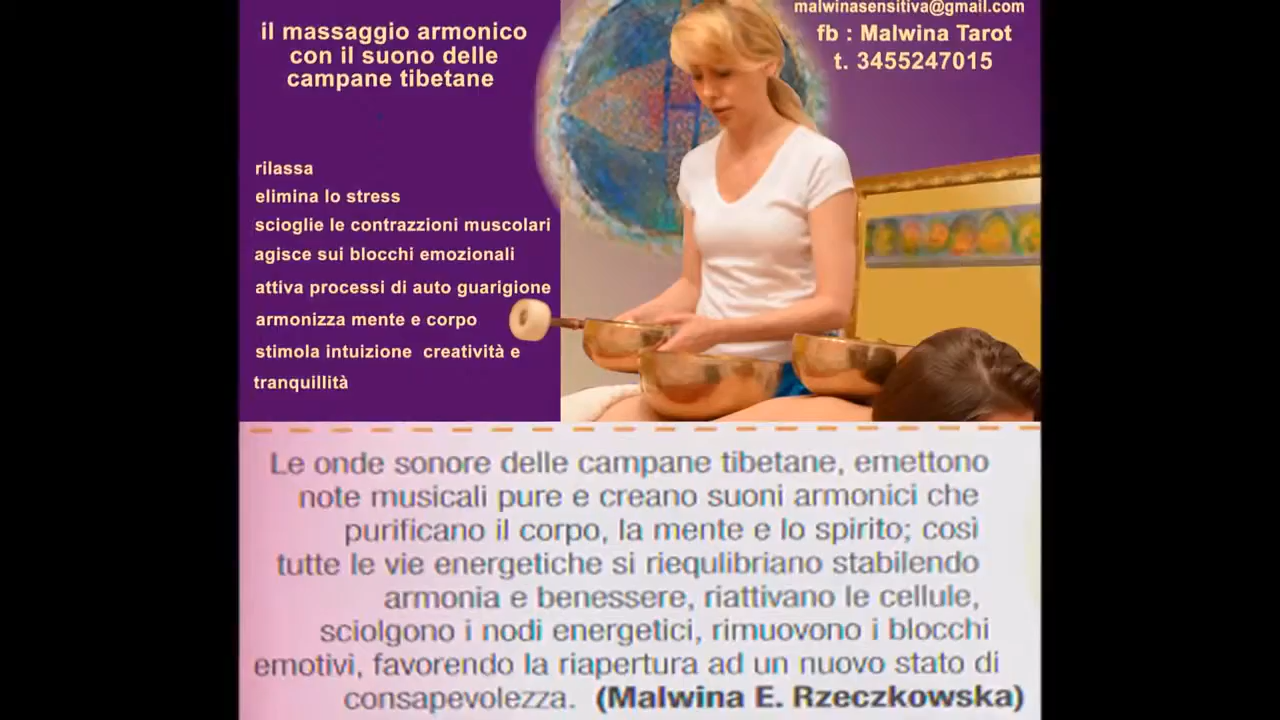 il massaggio armonico
con il suono delle
campane tibetane
malwinasensitiva@gmail.com
fb : Malwina Tarot
t. 3455247015
rilassa
elimina lo stress
scioglie le contrazzioni muscolari
agisce sui blocchi emozionali
attiva processi di auto guarigione
armonizza mente e corpo
stimola intuizione creatività e
tranquillità
Le onde sonore delle campane tibetane, emettono
note musicali pure e creano suoni armonici che
purificano il corpo, la mente e lo spirito; così
tutte le vie energetiche si riequlibriano stabilendo
armonia e benessere, riattivano le cellule,
sciolgono i nodi energetici, rimuovono i blocchi
emotivi, favorendo la riapertura ad un nuovo stato di
consapevolezza. (Malwina E. Rzeczkowska)